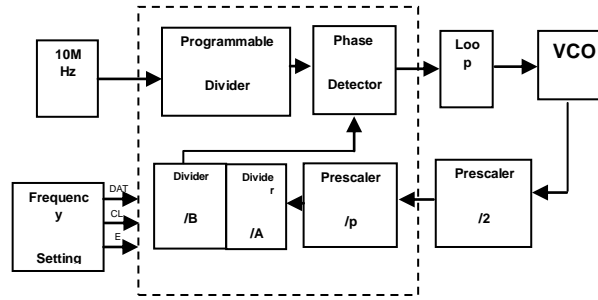 10M
Hz
Programmable
Divider
Phase
Detector
Loo
p
VCO
Frequenc
y
Setting
DAT
CL
E
Divider
/B
Divide
r
/A
Prescaler
/p
Prescaler
/2